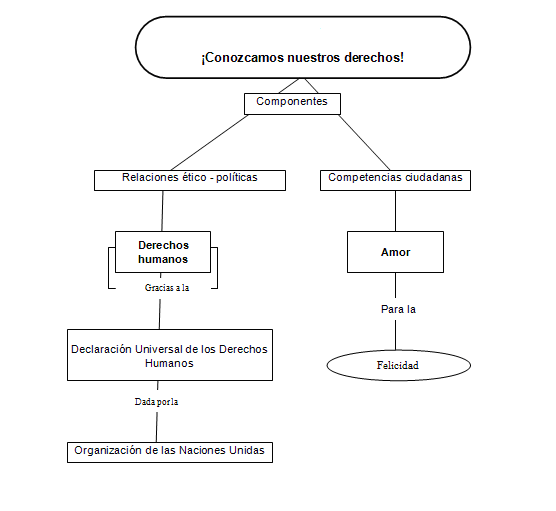 ¡Conozcamos nuestros derechos!
Componentes
Relaciones ético - políticas
Competencias ciudadanas
Derechos
humanos
Amor
Gracias a la
Para la
Declaración Universal de los Derechos
Humanos
Felicidad
Dada por la
Organización de las Naciones Unidas